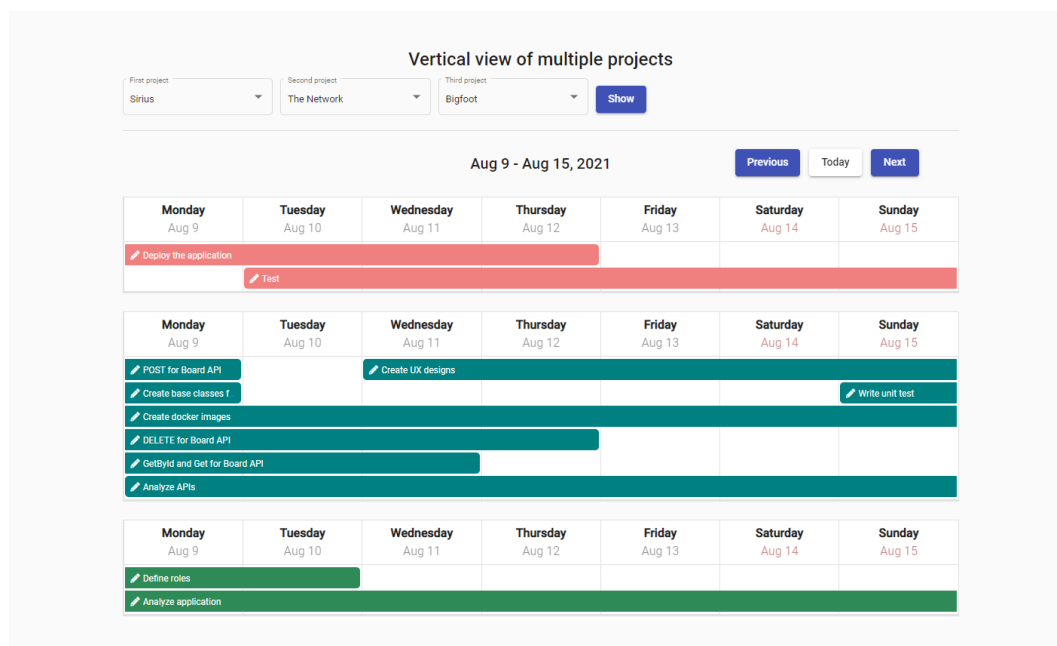 Vertical view of multiple projects
First project Second project Third project
Sirius The Network Bigfoot Show
Aug 9 - Aug 15, 2021 Previous Today Next
Monday Tuesday Wednesday Thursday Friday Saturday Sunday
Aug 9 Aug 10 Aug 11 Aug 12 Aug 13 Aug 14 Aug 15
Deploy the application
Test
Monday Tuesday Wednesday Thursday Friday Saturday Sunday
Aug 9 Aug 10 Aug 11 Aug 12 Aug 13 Aug 14 Aug 15
POST for Board API Create UX designs
Create base classes f... Write unit test
Create docker images
DELETE for Board API
GetById and Get for Board API
Analyze APIs
Monday Tuesday Wednesday Thursday Friday Saturday Sunday
Aug 9 Aug 10 Aug 11 Aug 12 Aug 13 Aug 14 Aug 15
Define roles
Analyze application